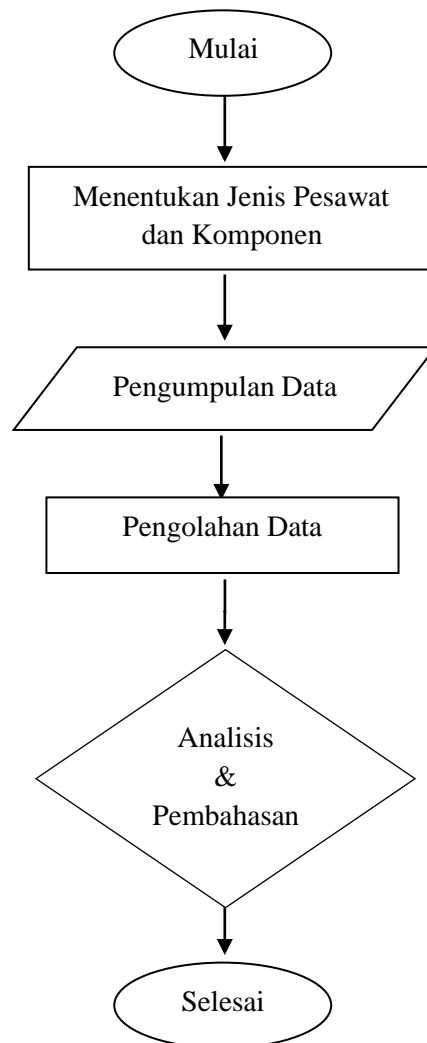 Mulai
Menentukan Jenis Pesawat
dan Komponen
Pengumpulan Data
Pengolahan Data
Analisis
&
Pembahasan
Selesai